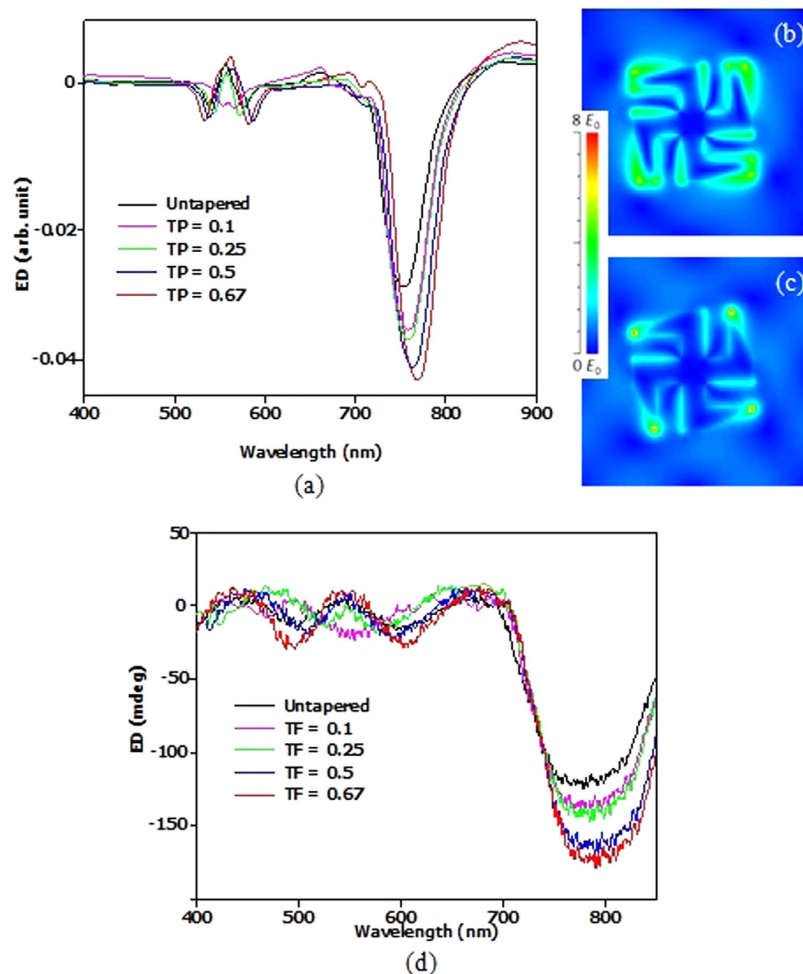 0
-0.02
-0.04
ED (arb. unit)
Untapered
TP = 0.1
TP = 0.25
TP = 0.5
TP = 0.67
400 500 600 700 800 900
Wavelength (nm)
(a)
(b)
8 E0
0 E0
(c)
50
0
-50
-100
-150
ED (mdeg)
Untapered
TF = 0.1
TF = 0.25
TF = 0.5
TF = 0.67
400 500 600 700 800
Wavelength (nm)
(d)